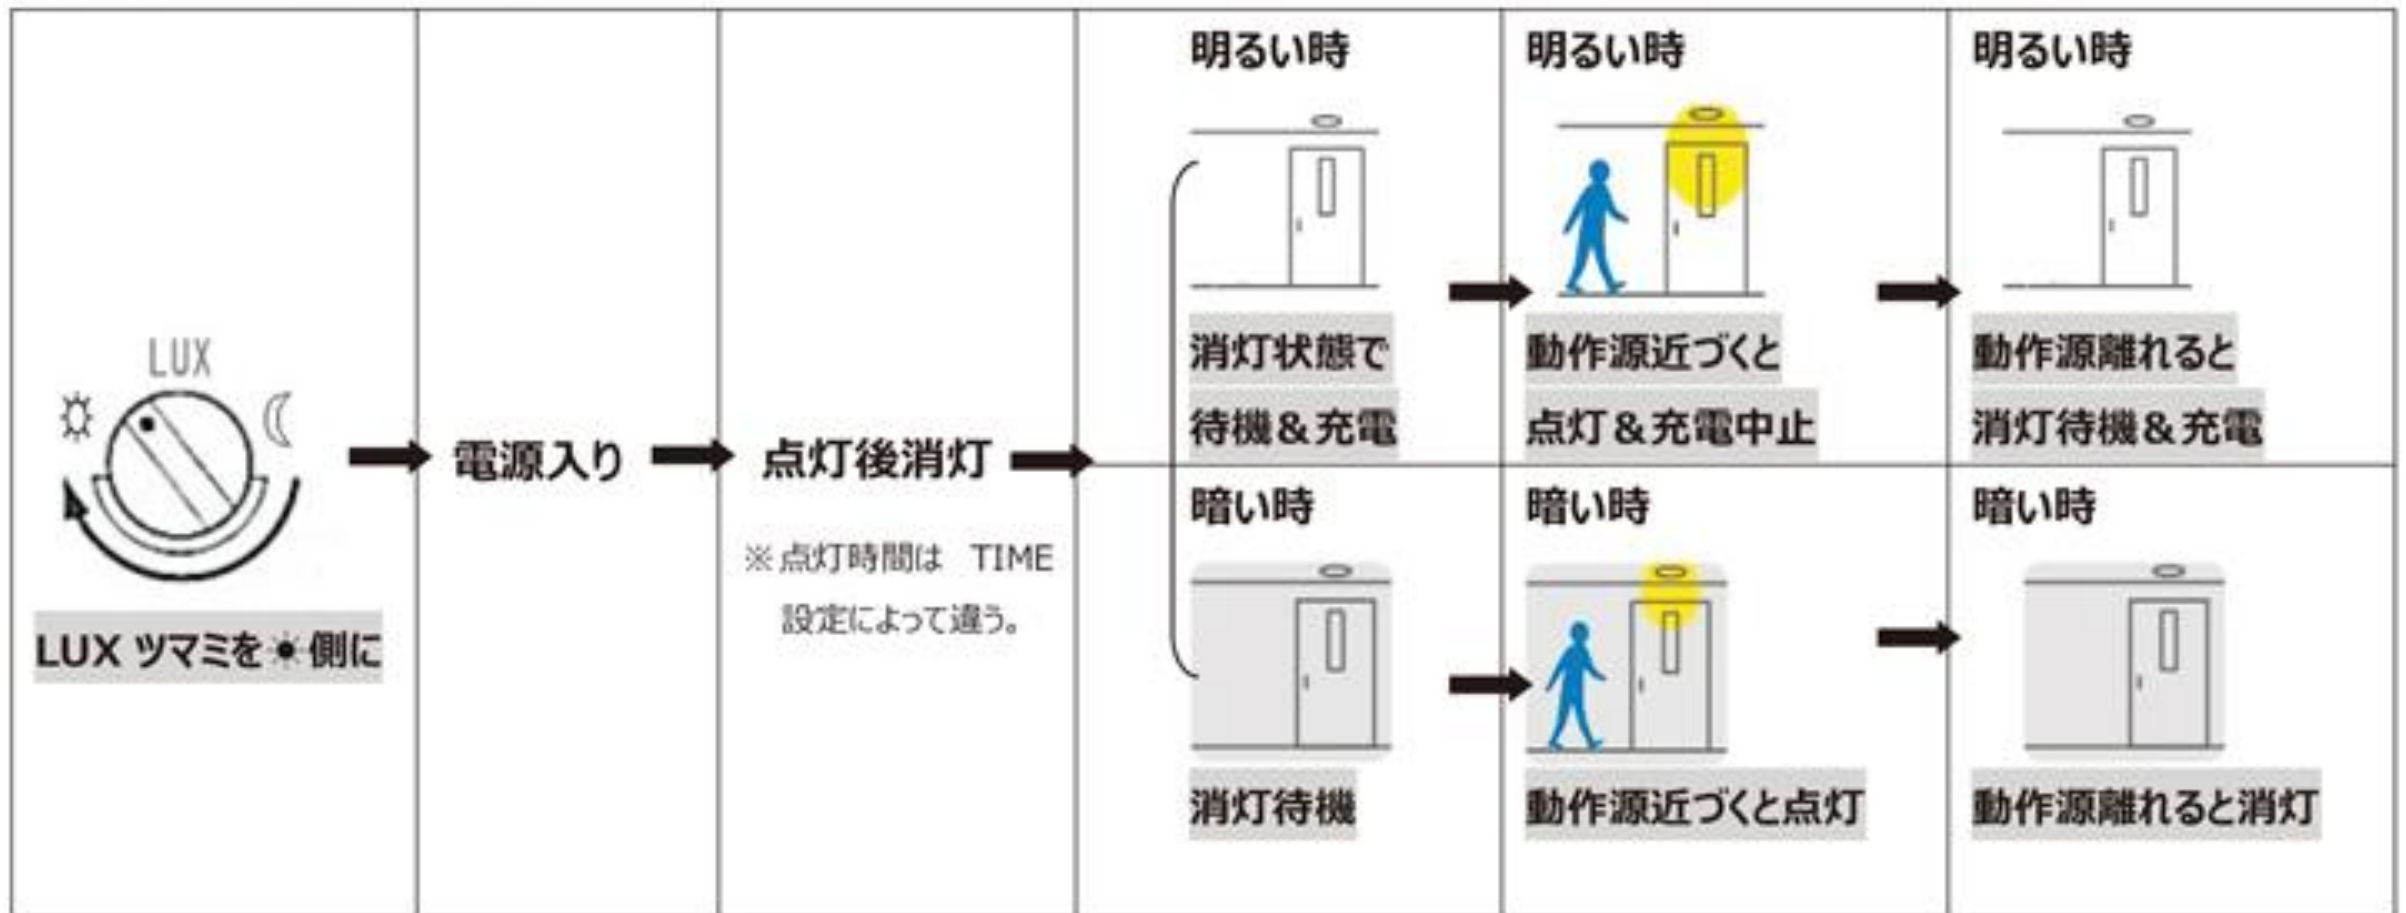 LUX
LUX ツマミを☀側に
電源入り
点灯後消灯
※点灯時間は TIME
設定によって違う。
明るい時
消灯状態で
待機＆充電
明るい時
動作源近づくと
点灯＆充電中止
明るい時
動作源離れると
消灯待機＆充電
暗い時
消灯待機
暗い時
動作源近づくと点灯
暗い時
動作源離れると消灯